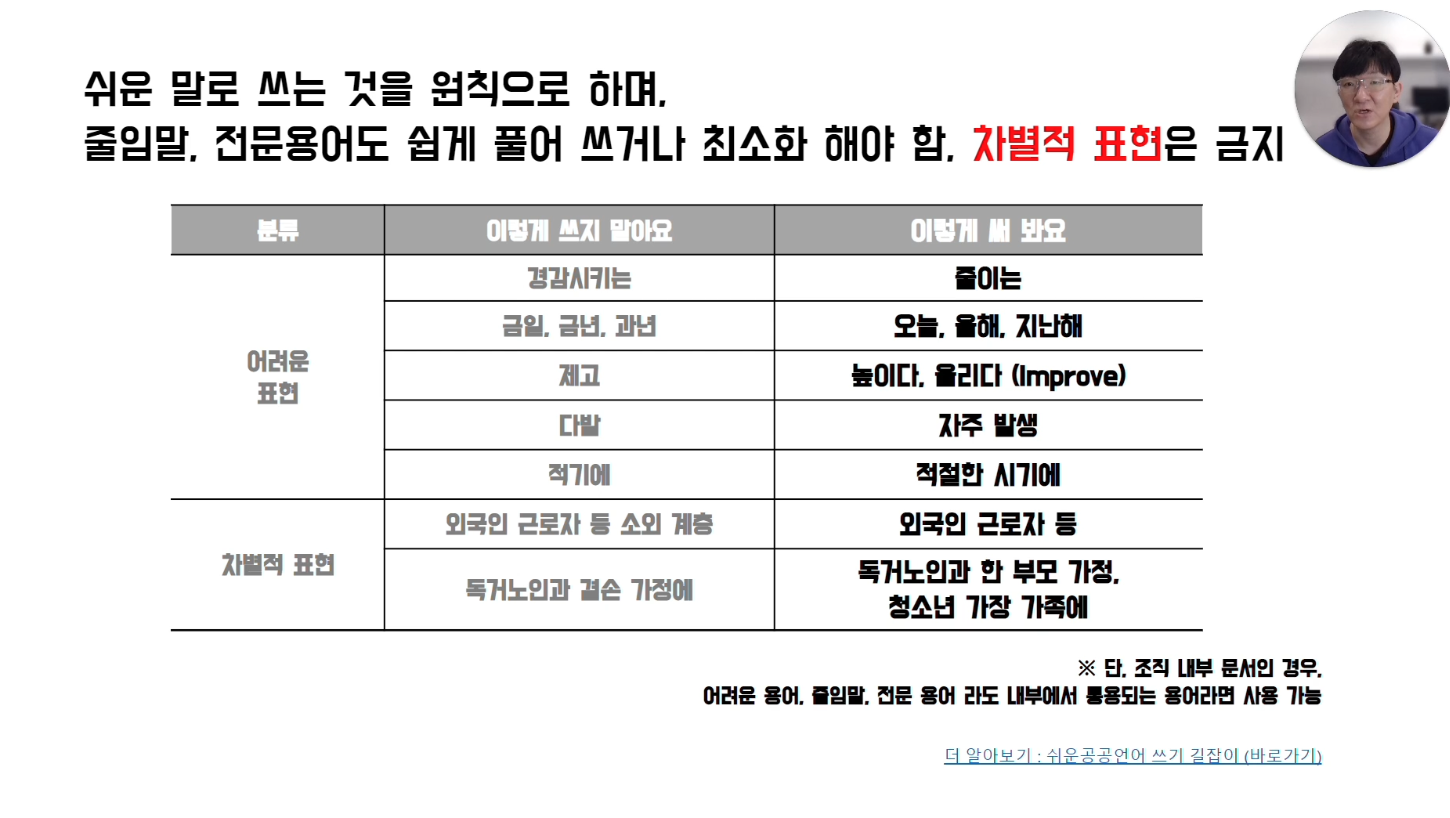 쉬운 말로 쓰는 것을 원칙으로 하며,
줄임말, 전문용어도 쉽게 풀어 쓰거나 최소화 해야 함, 차별적 표현은 금지
분류 이렇게 쓰지 말아요 이렇게 써 봐요
어려운 표현
경감시키는 줄이는
금일, 금년, 과년 오늘, 올해, 지난해
제고 높이다, 올리다 (Improve)
다발 자주 발생
적기에 적절한 시기에
차별적 표현
외국인 근로자 등 소외 계층 외국인 근로자 등
독거노인과 결손 가정에 독거노인과 한 부모 가정,
청소년 가장 가족에
※ 단, 조직 내부 문서인 경우,
어려운 용어, 줄임말, 전문 용어 라도 내부에서 통용되는 용어라면 사용 가능
더 알아보기 : 쉬운공공언어 쓰기 길잡이 (바로가기)